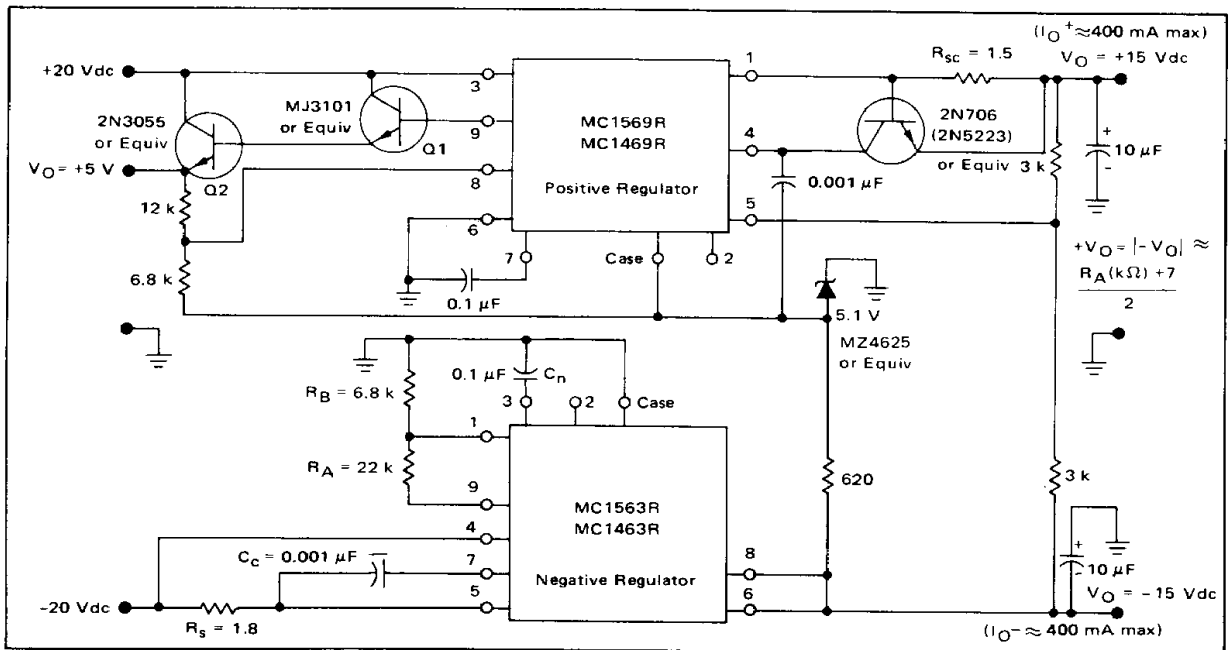 (I_O^+ ≈400 mA max)
+20 Vdc
3
1
R_sc = 1.5
V_O = +15 Vdc
2N3055
or Equiv
MJ3101
or Equiv
9
Q1
MC1569R
MC1469R
4
2N706
(2N5223)
or Equiv
+
10 μF
-
V_O = +5 V
Q2
8
Positive Regulator
0.001 μF
3 k
12 k
6
5
7
Case
2
+V_O = |-V_O| ≈
R_A(kΩ) +7
2
6.8 k
0.1 μF
5.1 V
MZ4625
or Equiv
0.1 μF
C_n
R_B = 6.8 k
3
2
Case
1
R_A = 22 k
620
3 k
9
MC1563R
MC1463R
4
C_c = 0.001 μF
7
8
+
10 μF
-
Negative Regulator
-20 Vdc
5
6
V_O = -15 Vdc
R_s = 1.8
(I_O^- ≈ 400 mA max)